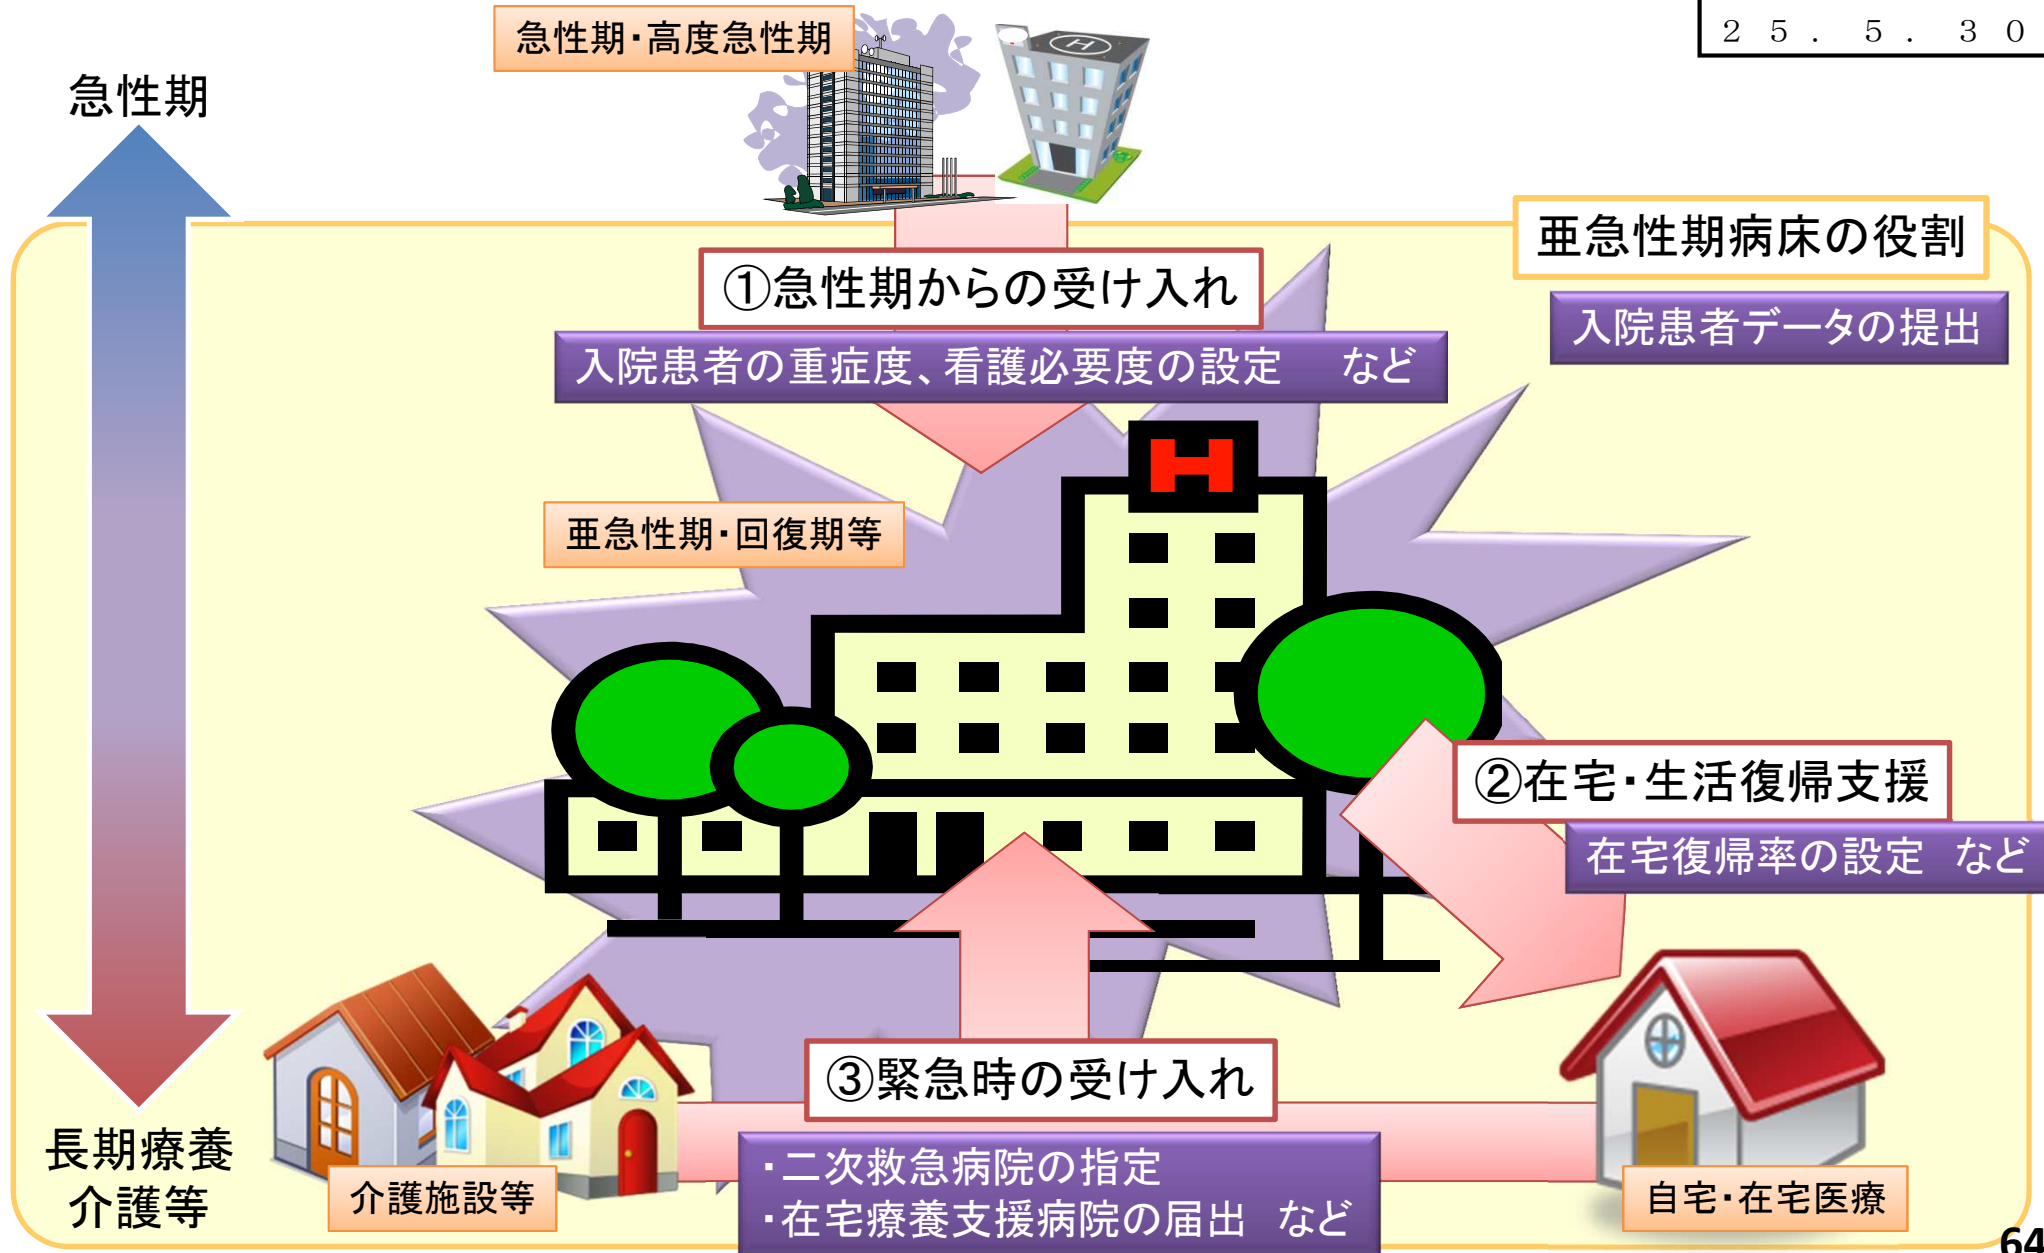 ２５．５．３０
急性期・高度急性期
急性期
亜急性期病床の役割
①急性期からの受け入れ
入院患者データの提出
入院患者の重症度、看護必要度の設定　など
H
亜急性期・回復期等
②在宅・生活復帰支援
在宅復帰率の設定　など
③緊急時の受け入れ
長期療養
介護等
・二次救急病院の指定
・在宅療養支援病院の届出　など
介護施設等
自宅・在宅医療
64